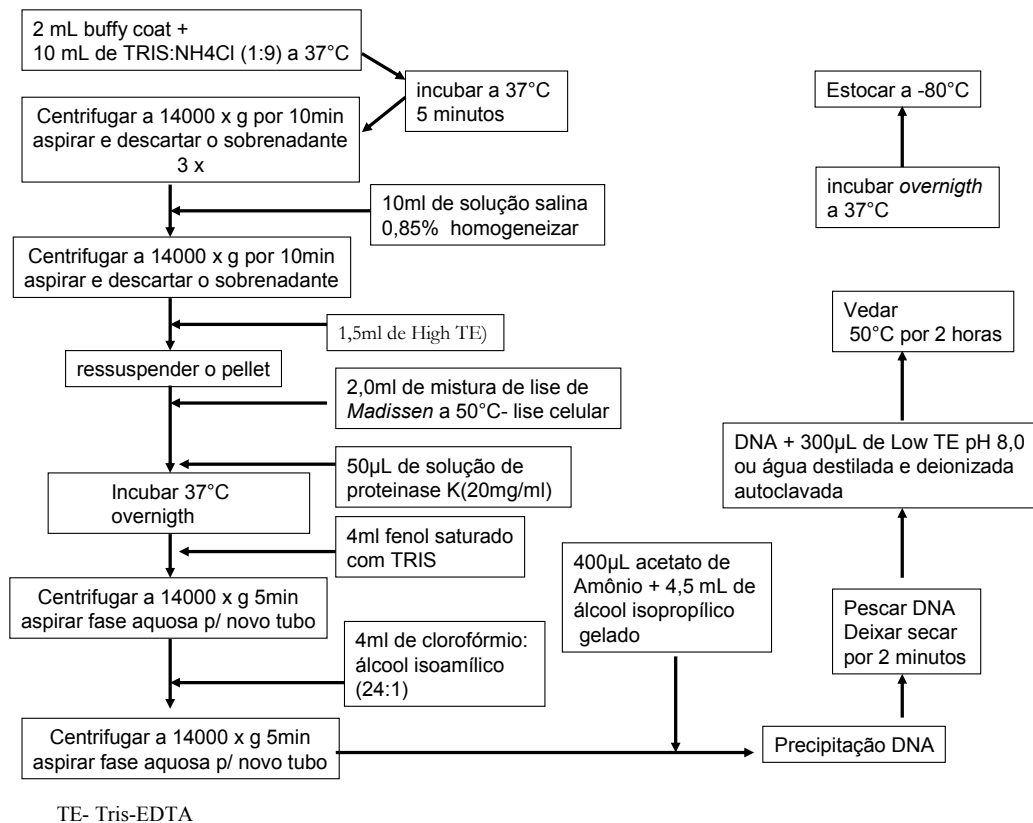 2 mL buffy coat +
10 mL de TRIS:NH4Cl (1:9) a 37°C
incubar a 37°C
5 minutos
Centrifugar a 14000 x g por 10min
aspirar e descartar o sobrenadante
3 x
10ml de solução salina
0,85% homogeneizar
Centrifugar a 14000 x g por 10min
aspirar e descartar o sobrenadante
1,5ml de High TE)
ressuspender o pellet
2,0ml de mistura de lise de
Madissen a 50°C- lise celular
50µL de solução de
proteinase K(20mg/ml)
Incubar 37°C
overnigth
4ml fenol saturado
com TRIS
Centrifugar a 14000 x g 5min
aspirar fase aquosa p/ novo tubo
4ml de clorofórmio:
álcool isoamílico
(24:1)
Centrifugar a 14000 x g 5min
aspirar fase aquosa p/ novo tubo
400µL acetato de
Amônio + 4,5 mL de
álcool isopropílico
gelado
Precipitação DNA
Pescar DNA
Deixar secar
por 2 minutos
DNA + 300µL de Low TE pH 8,0
ou água destilada e deionizada
autoclavada
Vedar
50°C por 2 horas
incubar overnigth
a 37°C
Estocar a -80°C
TE- Tris-EDTA